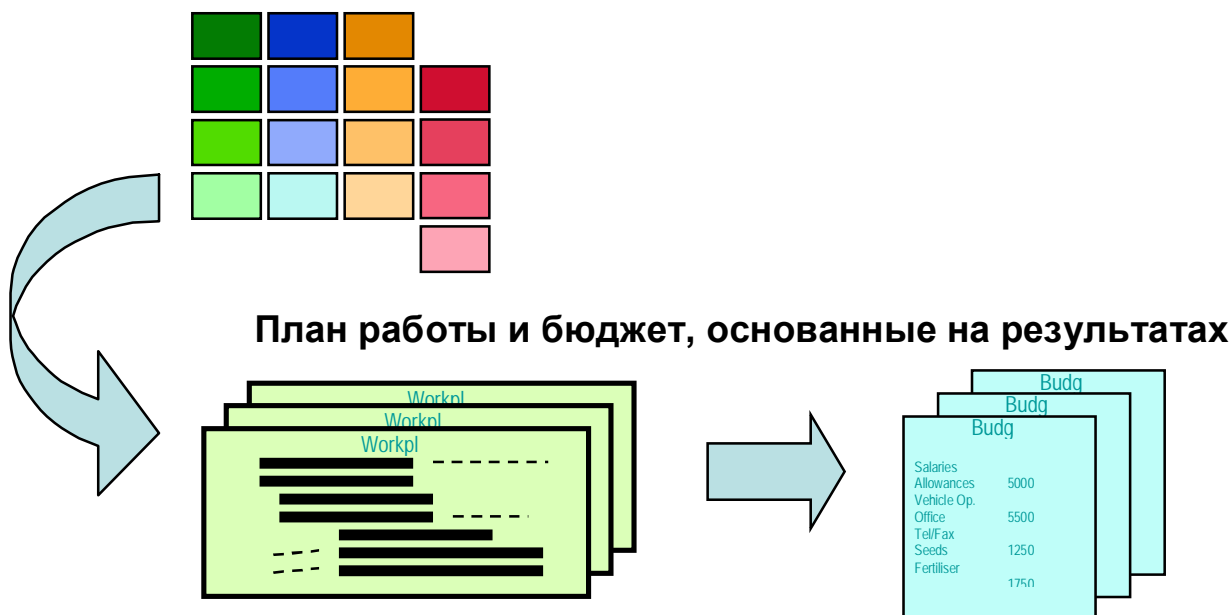 План работы и бюджет, основанные на результатах
Workpl
Workpl
Workpl
Budg
Budg
Budg
Salaries
Allowances 5000
Vehicle Op.
Office 5500
Tel/Fax
Seeds 1250
Fertiliser
1750